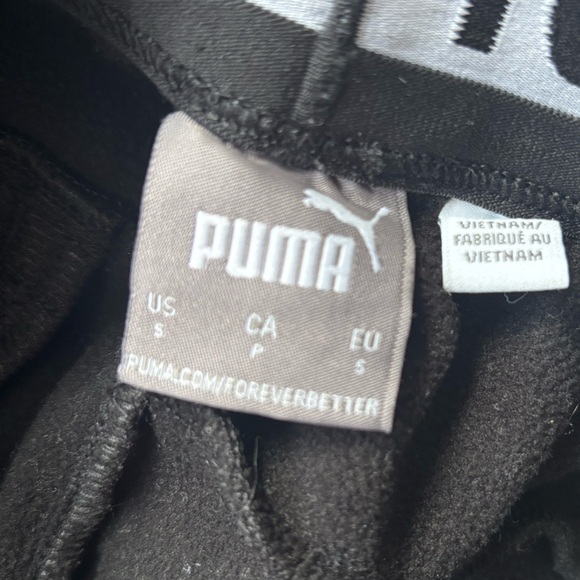 PUMA
US CA EU
S P S
PUMA.COM/FOREVERBETTER
VIETNAM/
FABRIQUÉ AU
VIETNAM